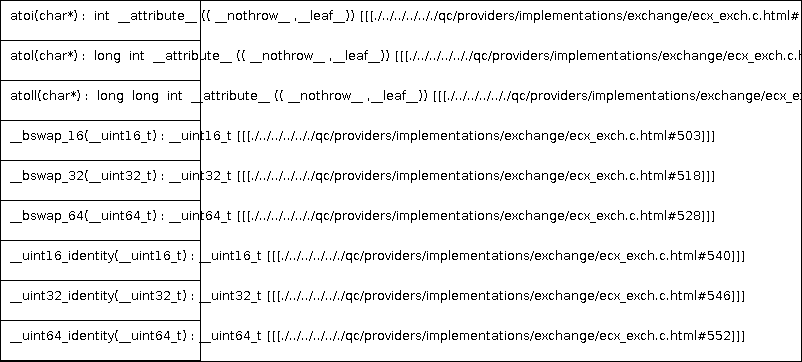 atoi(char*) : int __attribute__ (( __nothrow__ ,__leaf__)) [[[./../../../../qc/providers/implementations/exchange/ecx_exch.c.html#
atol(char*) : long int __attribute__ (( __nothrow__ ,__leaf__)) [[[./../../../../qc/providers/implementations/exchange/ecx_exch.c.h
atoll(char*) : long long int __attribute__ (( __nothrow__ ,__leaf__)) [[[./../../../../qc/providers/implementations/exchange/ecx_e
__bswap_16(__uint16_t) : __uint16_t [[[./../../../../qc/providers/implementations/exchange/ecx_exch.c.html#503]]]
__bswap_32(__uint32_t) : __uint32_t [[[./../../../../qc/providers/implementations/exchange/ecx_exch.c.html#518]]]
__bswap_64(__uint64_t) : __uint64_t [[[./../../../../qc/providers/implementations/exchange/ecx_exch.c.html#528]]]
__uint16_identity(__uint16_t) : __uint16_t [[[./../../../../qc/providers/implementations/exchange/ecx_exch.c.html#540]]]
__uint32_identity(__uint32_t) : __uint32_t [[[./../../../../qc/providers/implementations/exchange/ecx_exch.c.html#546]]]
__uint64_identity(__uint64_t) : __uint64_t [[[./../../../../qc/providers/implementations/exchange/ecx_exch.c.html#552]]]